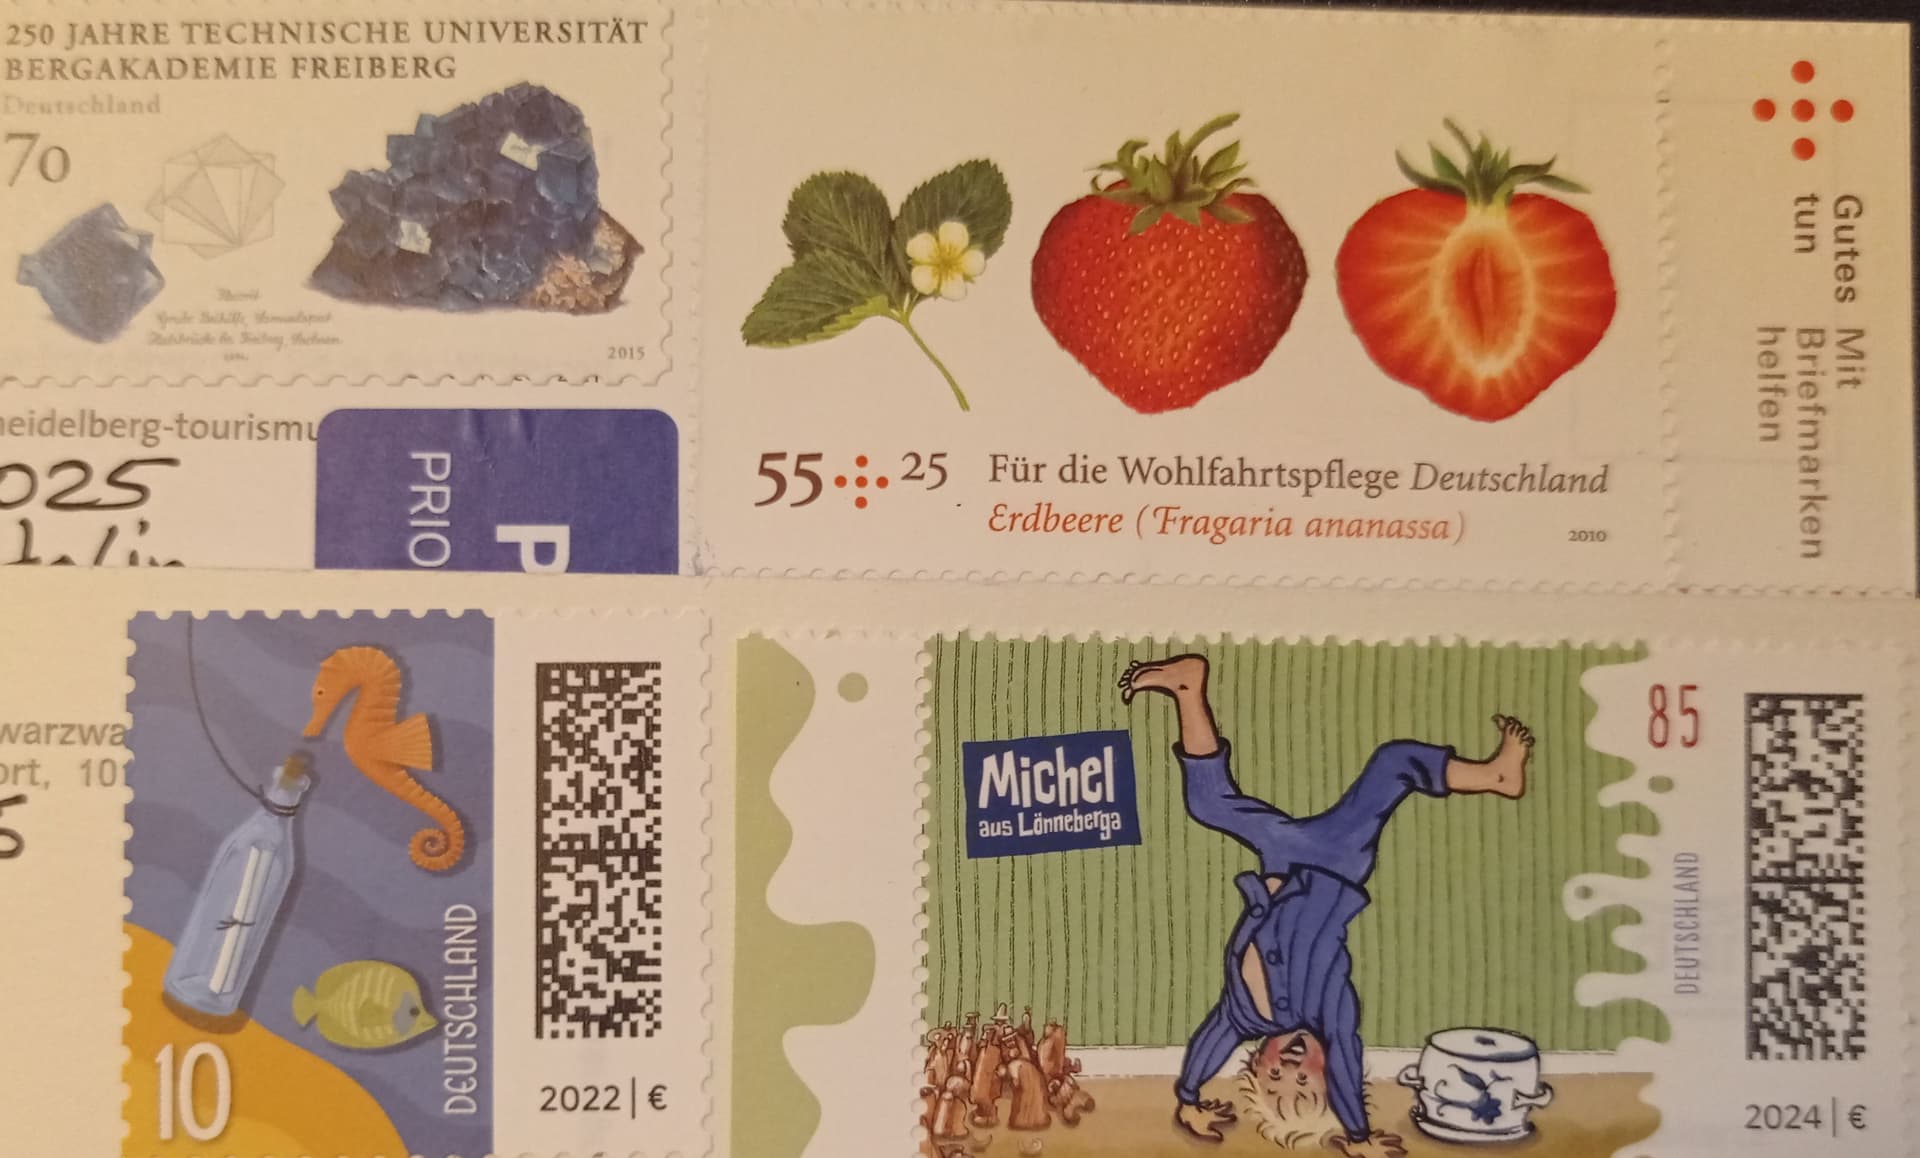 250 JAHRE TECHNISCHE UNIVERSITÄT
BERGAKADEMIE FREIBERG
Deutschland
70
2015
heidelberg-tourismu
025
PRIO
P
55 25 Für die Wohlfahrtspflege Deutschland
Erdbeere (Fragaria ananassa)
2010
Gutes
tun
Mit
Briefmarken
helfen
warzwa
ort, 10
10
DEUTSCHLAND
2022 | €
Michel
aus Lönneberga
85
DEUTSCHLAND
2024 | €